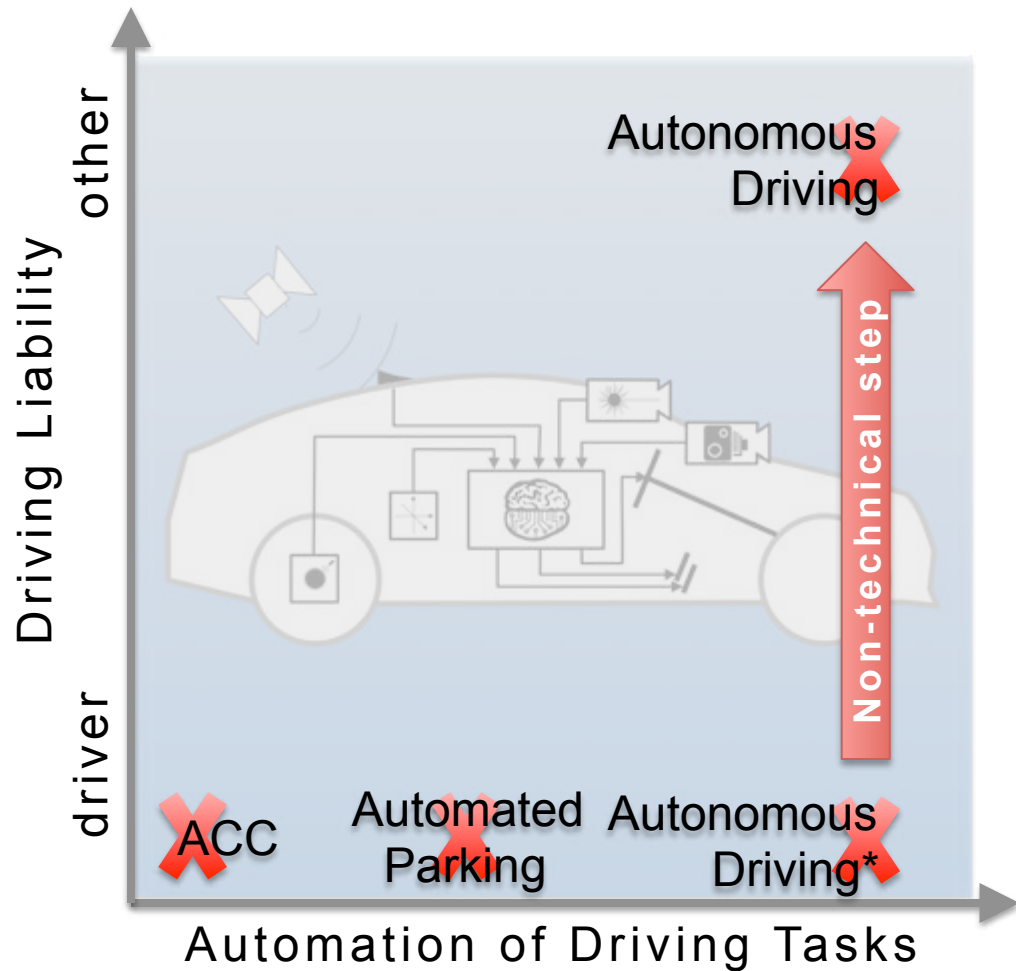 other
Autonomous
Driving
Driving Liability
Non-technical step
driver
ACC
Automated
Parking
Autonomous
Driving*
Automation of Driving Tasks